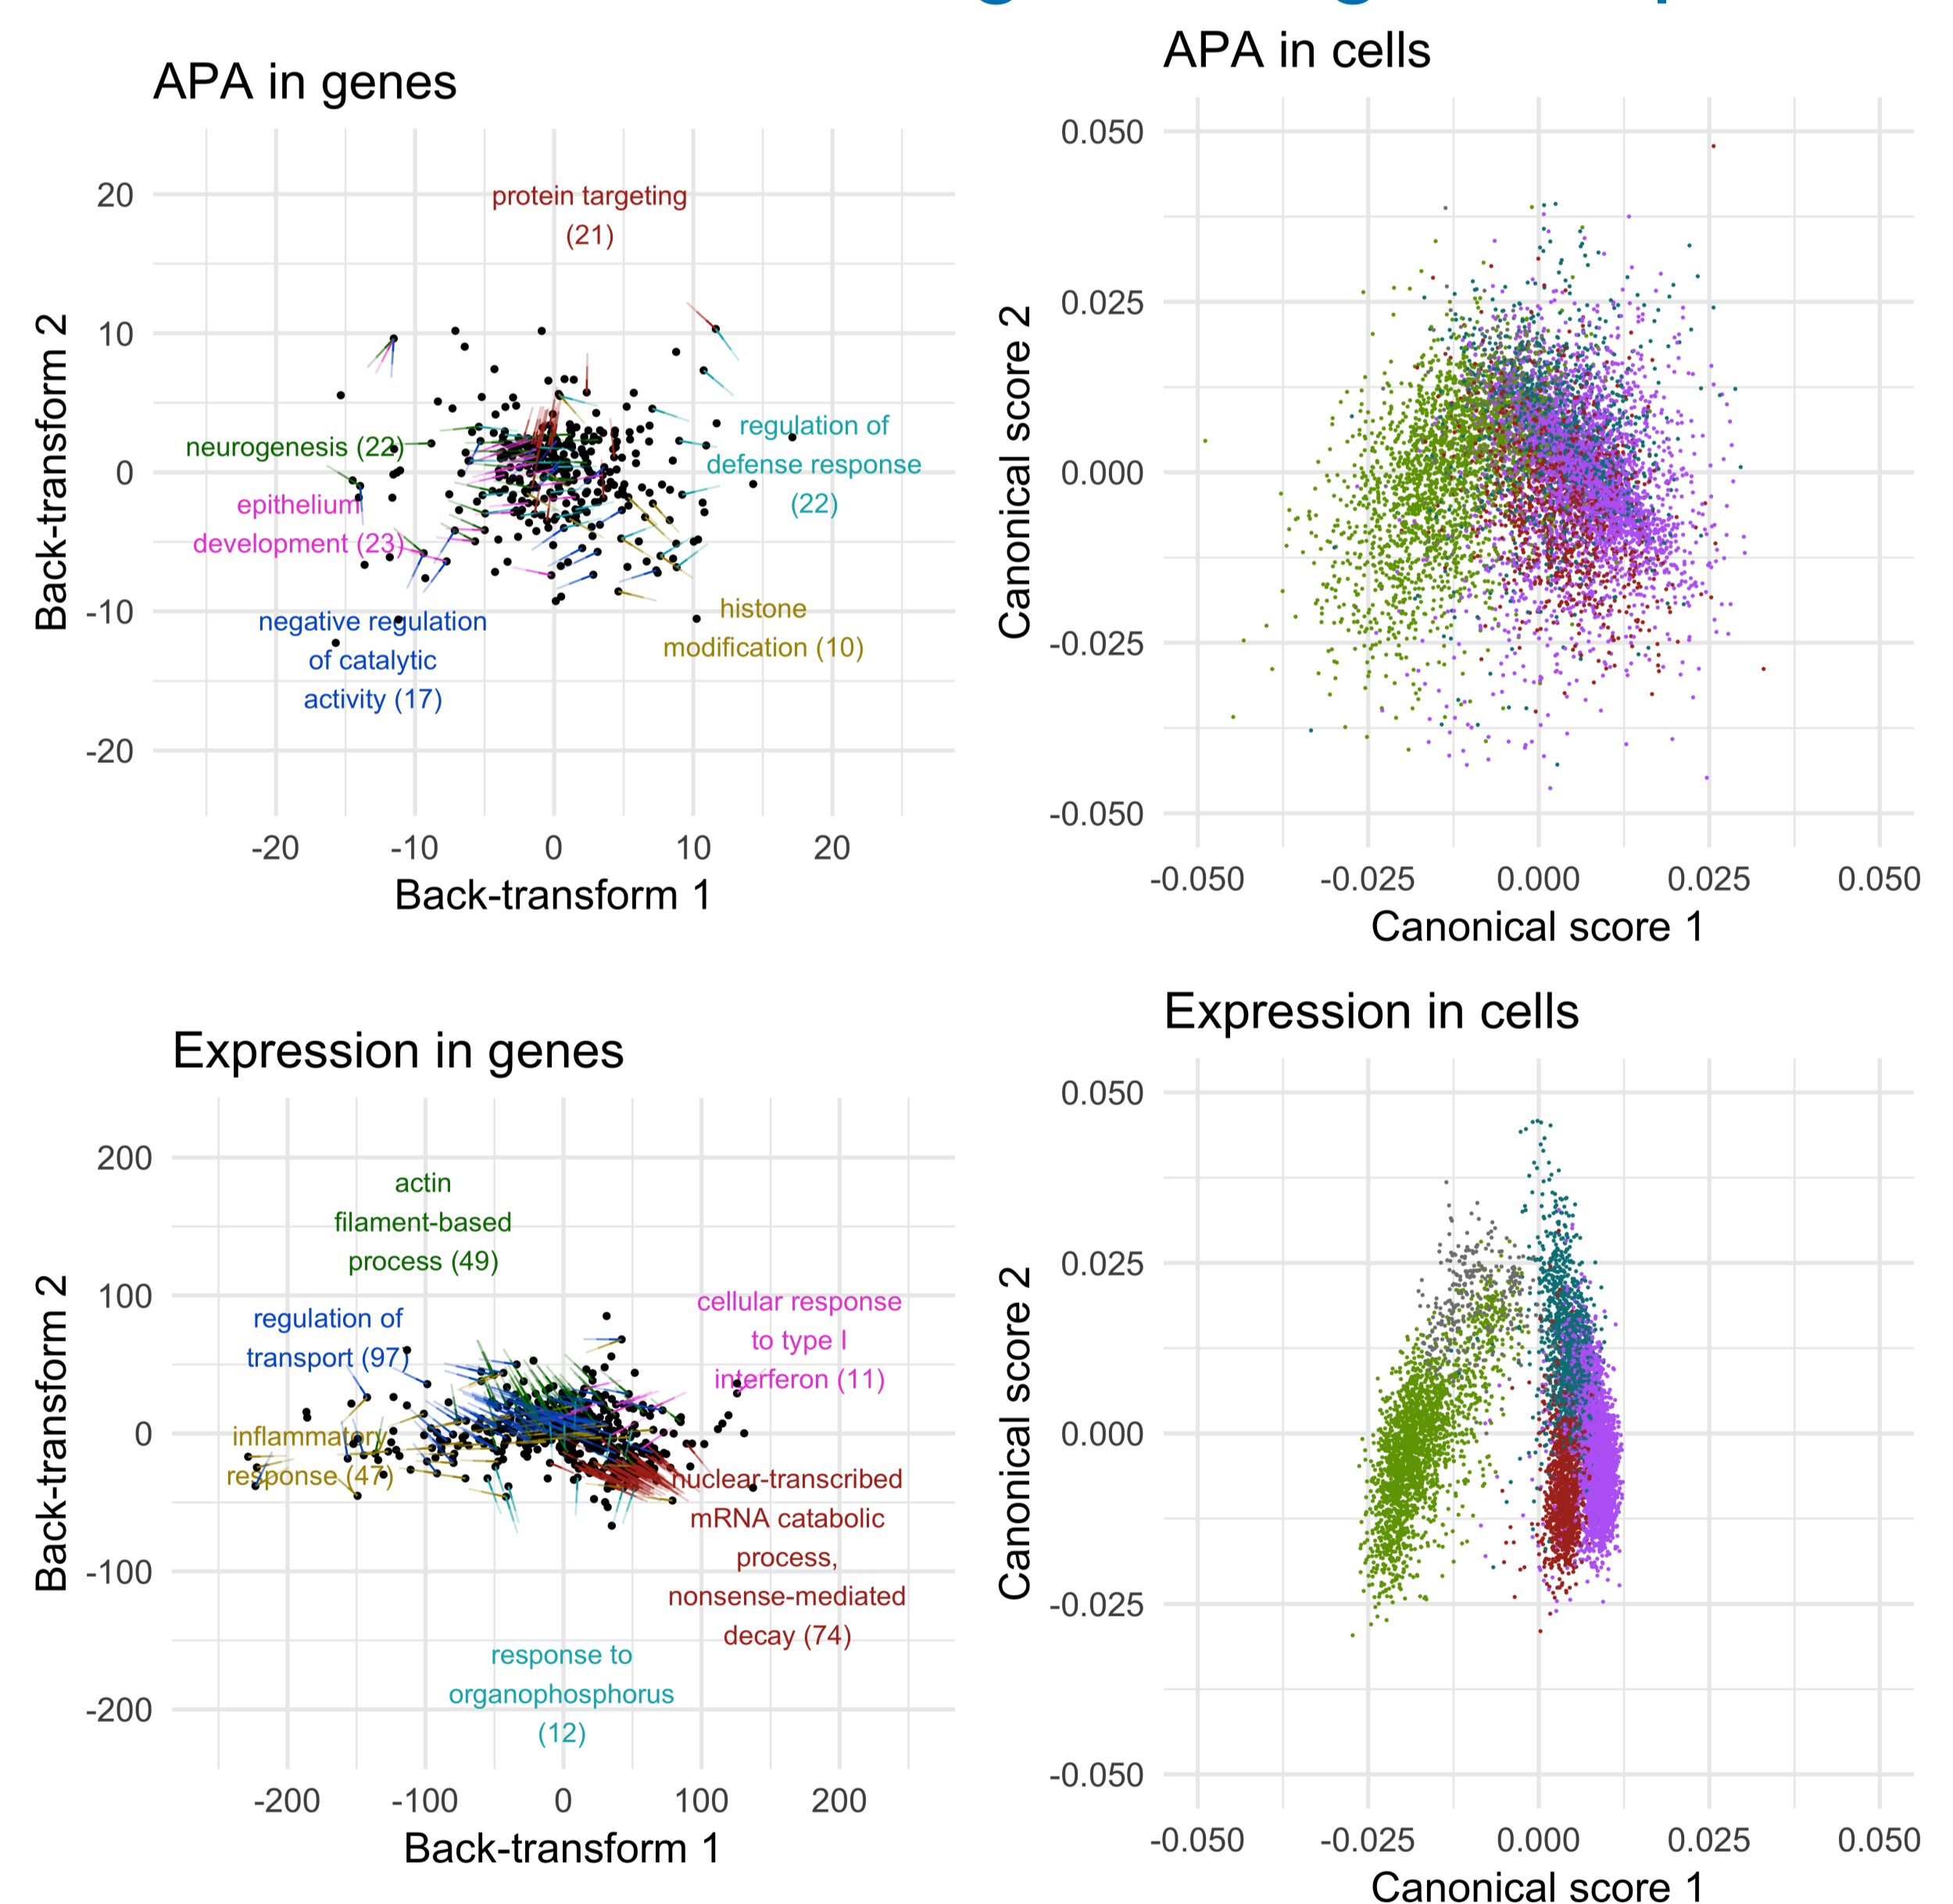 APA in genes
Back-transform 2
20
10
0
-10
-20
protein targeting
(21)
neurogenesis (22)
regulation of
defense response
(22)
epithelium
development (23)
negative regulation
of catalytic
activity (17)
histone
modification (10)
-20 -10 0 10 20
Back-transform 1
APA in cells
Canonical score 2
0.050
0.025
0.000
-0.025
-0.050
-0.050 -0.025 0.000 0.025 0.050
Canonical score 1
Expression in genes
Back-transform 2
200
100
0
-100
-200
actin
filament-based
process (49)
regulation of
transport (97)
cellular response
to type I
interferon (11)
inflammatory
response (47)
nuclear-transcribed
mRNA catabolic
process,
nonsense-mediated
decay (74)
response to
organophosphorus
(12)
-200 -100 0 100 200
Back-transform 1
Expression in cells
Canonical score 2
0.050
0.025
0.000
-0.025
-0.050
-0.050 -0.025 0.000 0.025 0.050
Canonical score 1